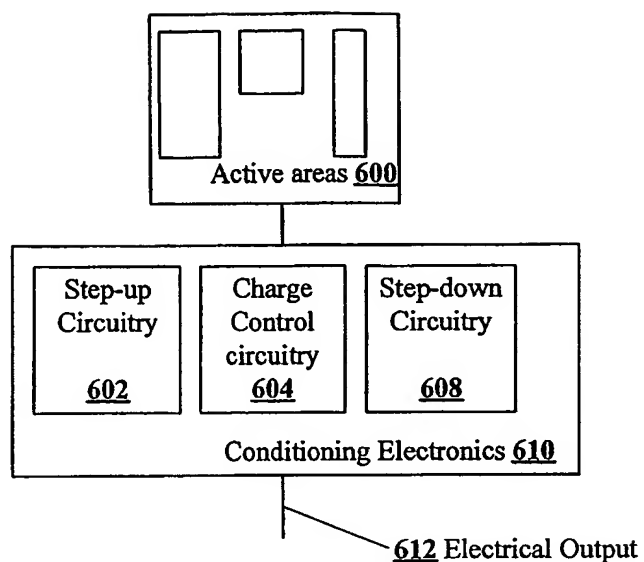 Active areas 600
Step-up
Circuitry
602
Charge
Control
circuitry
604
Step-down
Circuitry
608
Conditioning Electronics 610
612 Electrical Output